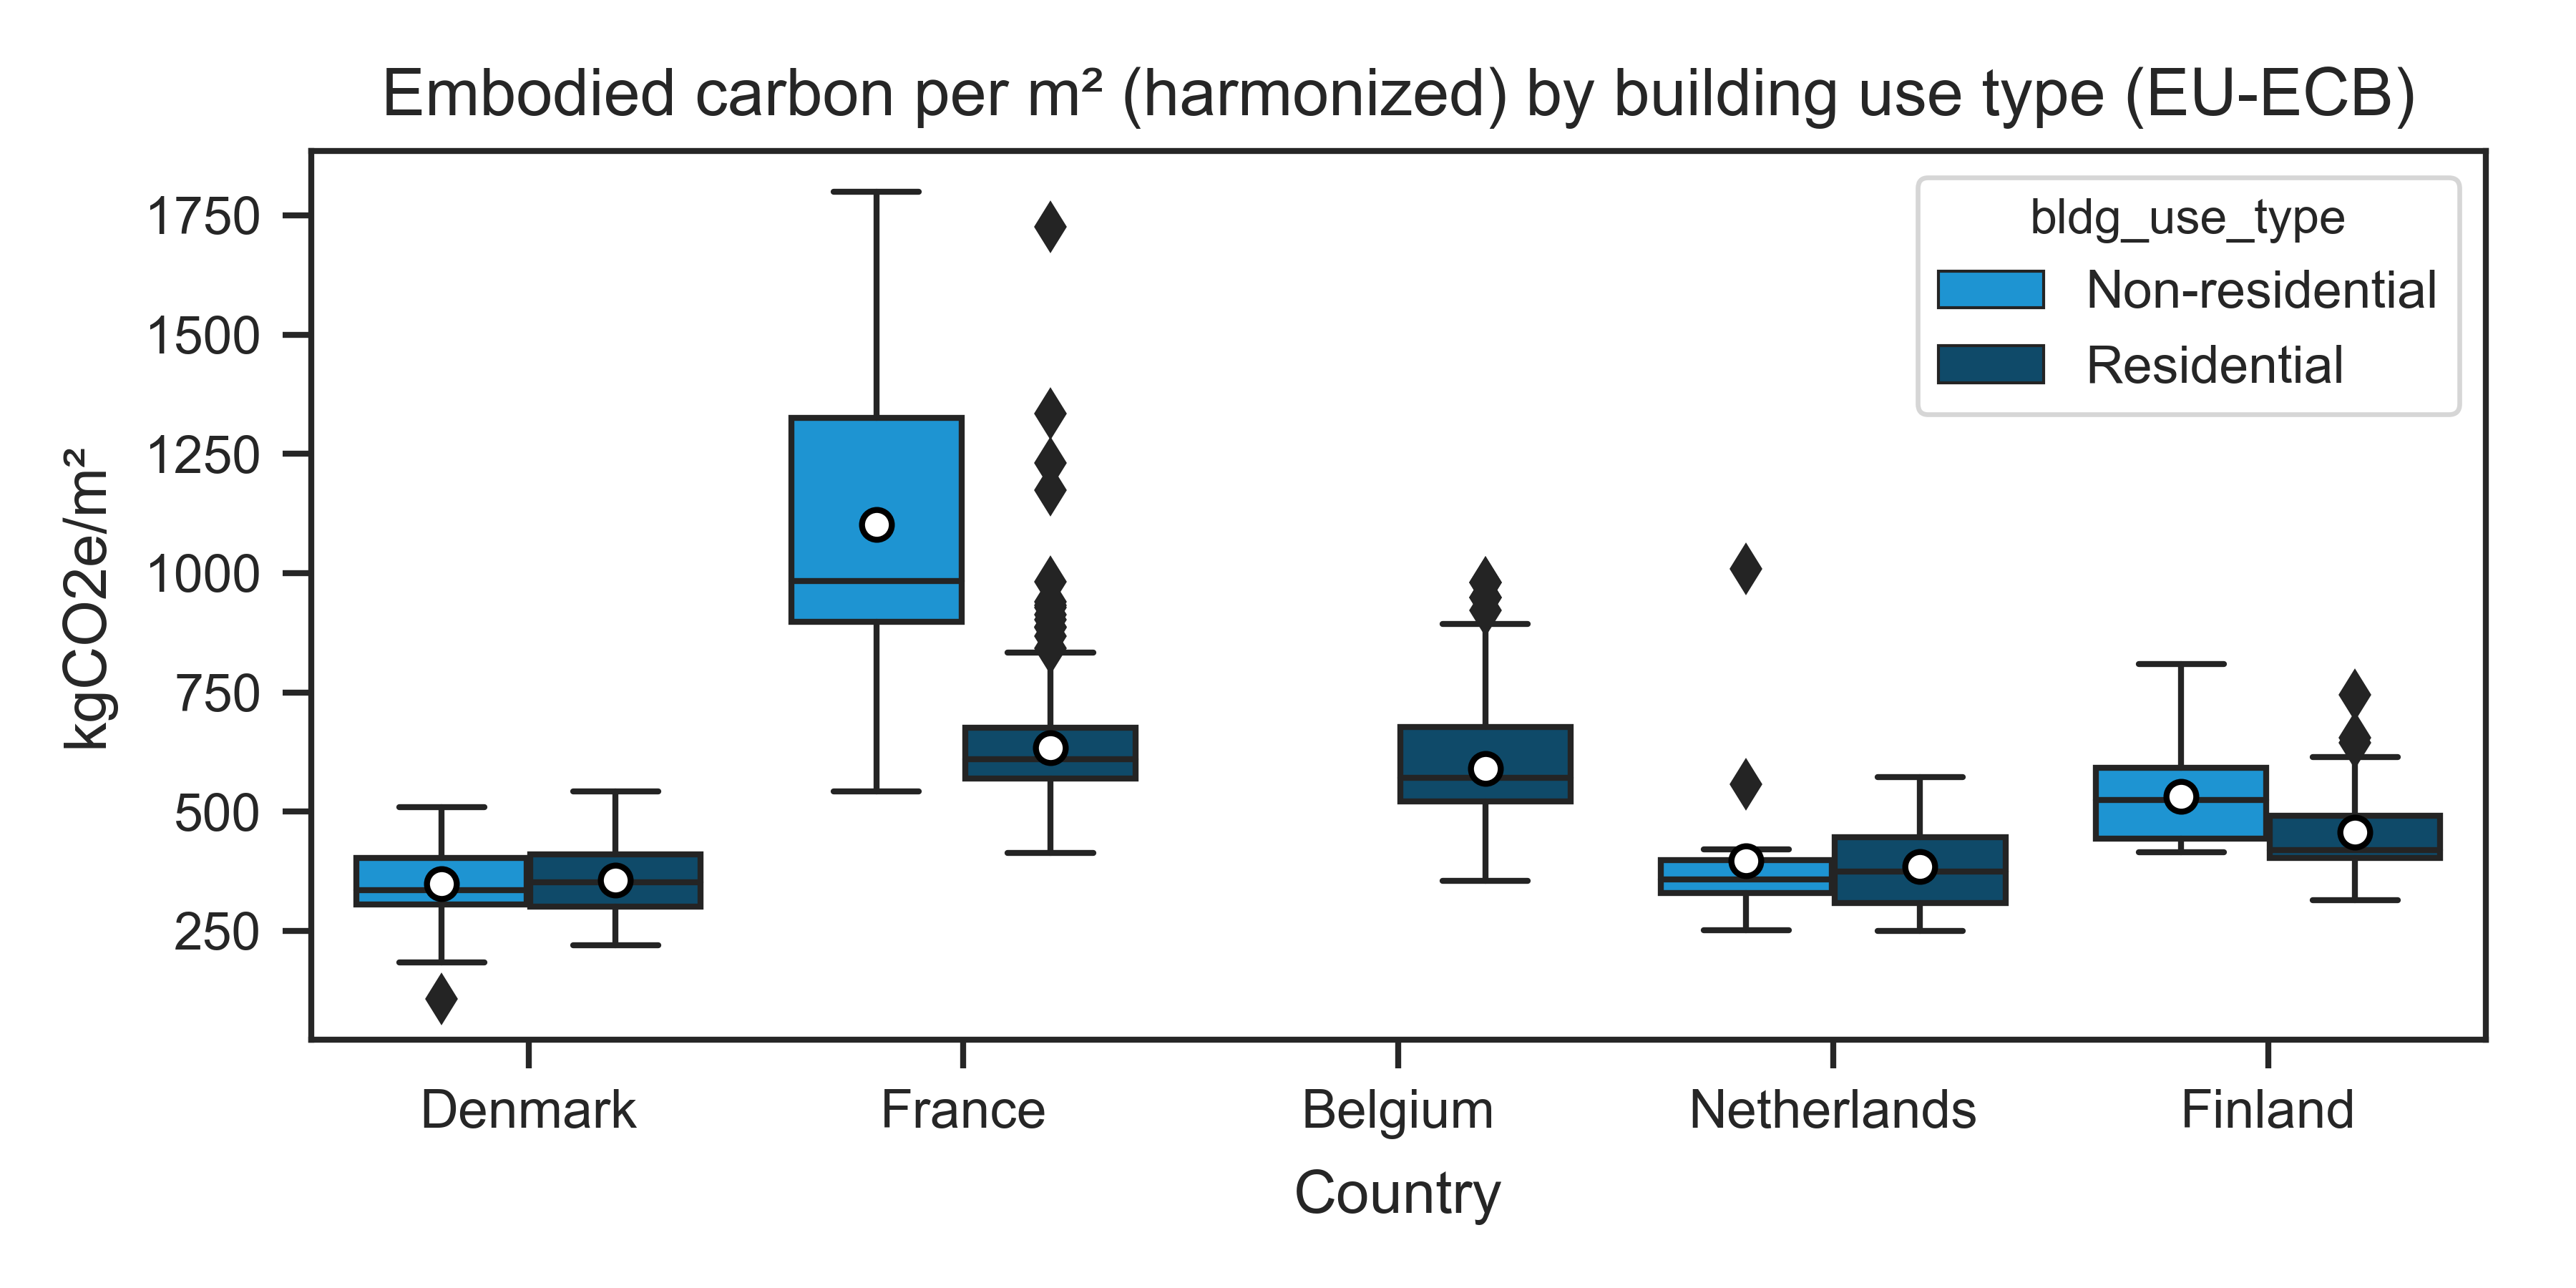 Embodied carbon per m² (harmonized) by building use type (EU-ECB)
kgCO2e/m²
1750
1500
1250
1000
750
500
250
bldg_use_type
Non-residential
Residential
Denmark
France
Belgium
Netherlands
Finland
Country